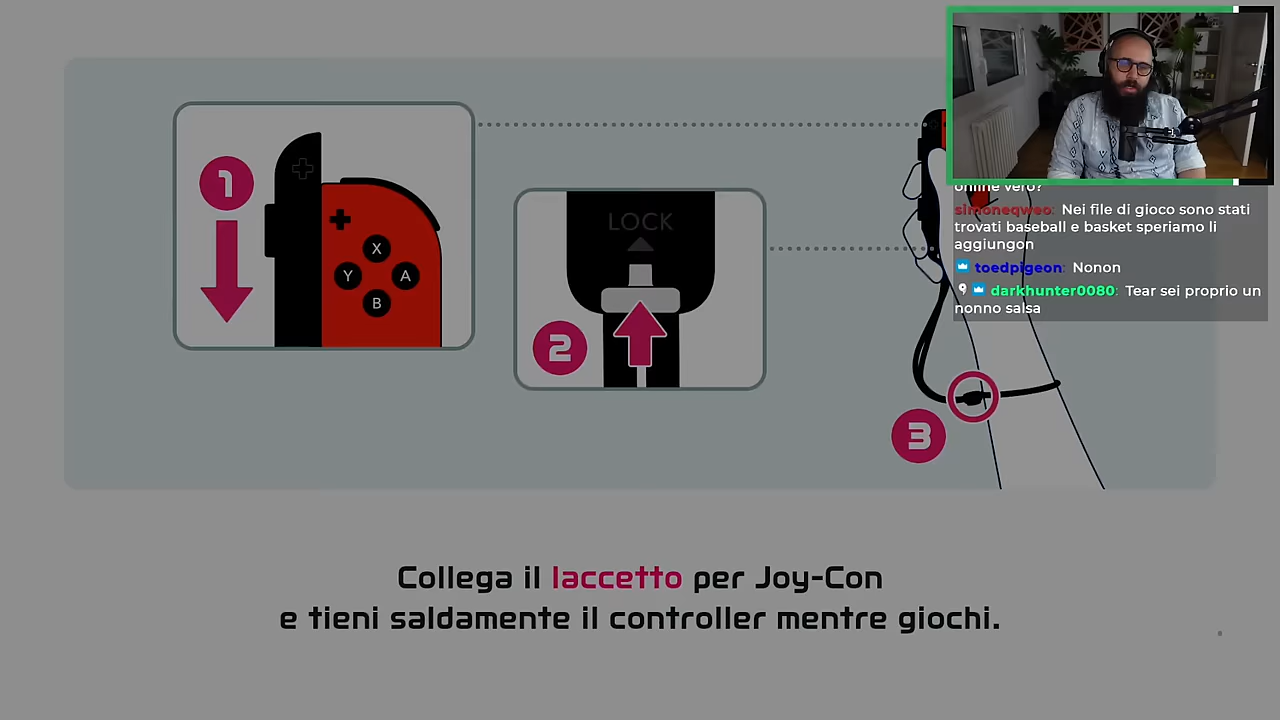 1
X
Y
A
B
LOCK
2
3
online vero?
simoneqweo: Nei file di gioco sono stati
trovati baseball e basket speriamo li
aggiungon
toedpigeon: Nonon
darkhunter0080: Tear sei proprio un
nonno salsa
Collega il laccetto per Joy-Con
e tieni saldamente il controller mentre giochi.